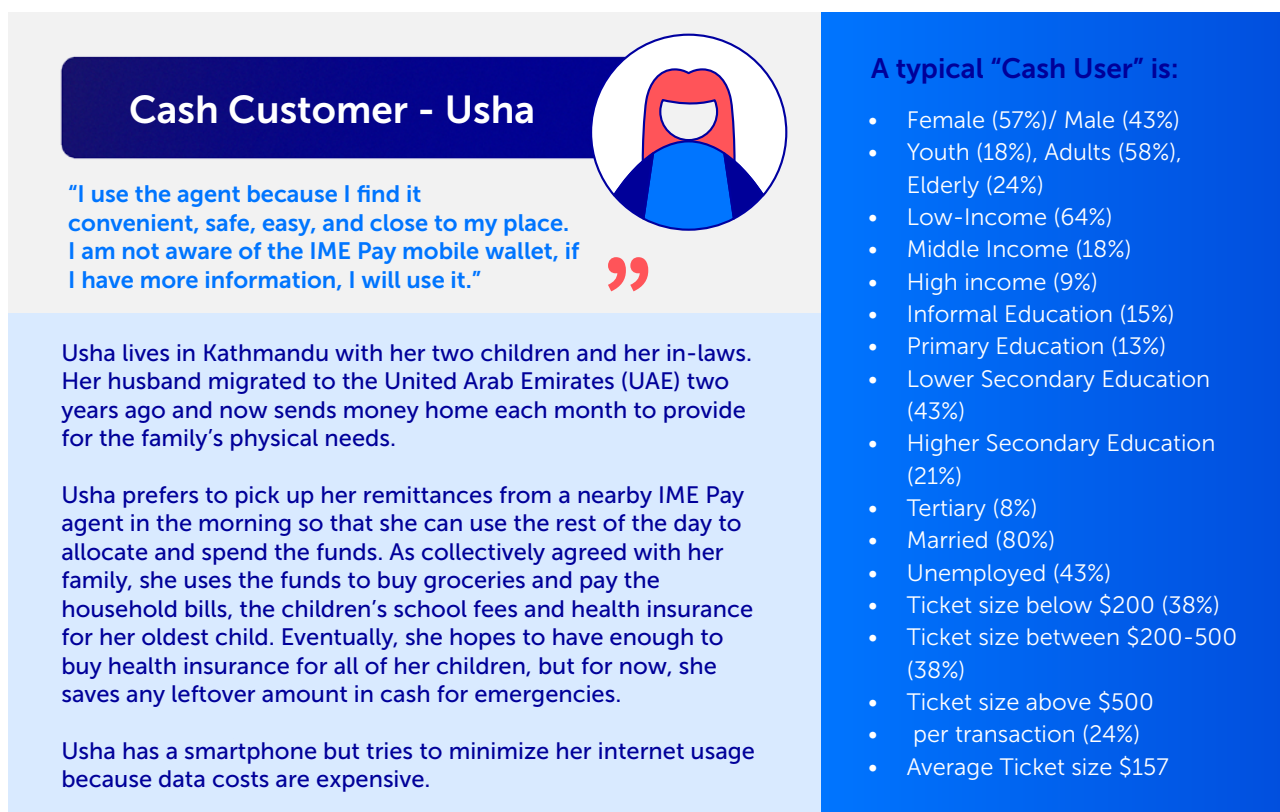 Cash Customer - Usha
“I use the agent because I find it
convenient, safe, easy, and close to my place.
I am not aware of the IME Pay mobile wallet, if
I have more information, I will use it.”
”
Usha lives in Kathmandu with her two children and her in-laws.
Her husband migrated to the United Arab Emirates (UAE) two
years ago and now sends money home each month to provide
for the family’s physical needs.
Usha prefers to pick up her remittances from a nearby IME Pay
agent in the morning so that she can use the rest of the day to
allocate and spend the funds. As collectively agreed with her
family, she uses the funds to buy groceries and pay the
household bills, the children’s school fees and health insurance
for her oldest child. Eventually, she hopes to have enough to
buy health insurance for all of her children, but for now, she
saves any leftover amount in cash for emergencies.
Usha has a smartphone but tries to minimize her internet usage
because data costs are expensive.
A typical “Cash User” is:
• Female (57%)/ Male (43%)
• Youth (18%), Adults (58%),
Elderly (24%)
• Low-Income (64%)
• Middle Income (18%)
• High income (9%)
• Informal Education (15%)
• Primary Education (13%)
• Lower Secondary Education
(43%)
• Higher Secondary Education
(21%)
• Tertiary (8%)
• Married (80%)
• Unemployed (43%)
• Ticket size below $200 (38%)
• Ticket size between $200-500
(38%)
• Ticket size above $500
• per transaction (24%)
• Average Ticket size $157